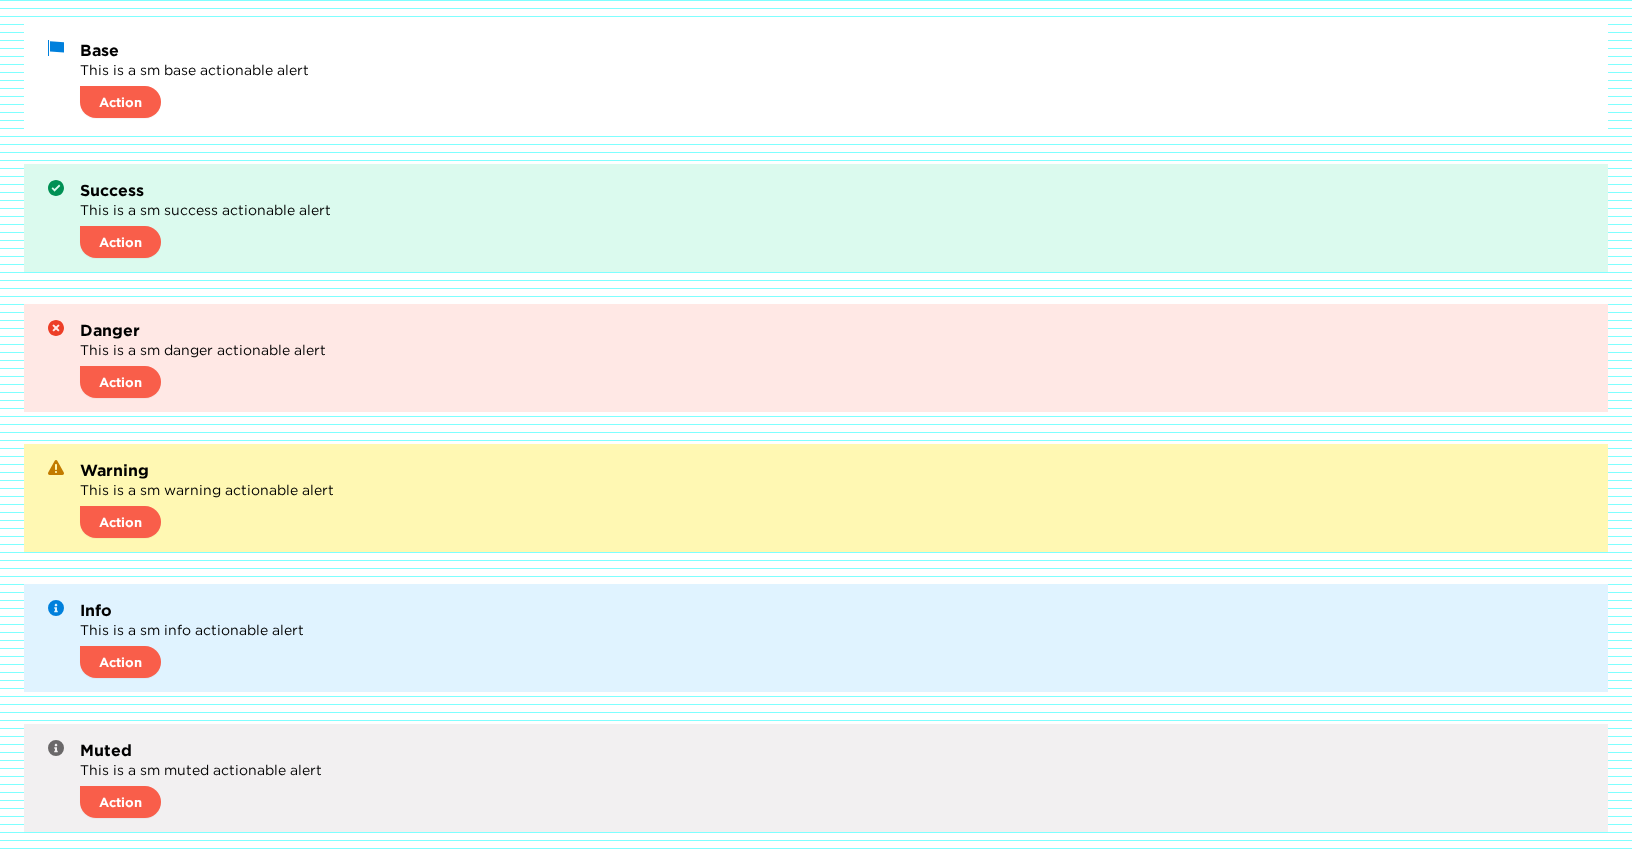 Base
This is a sm base actionable alert
Action
Success
This is a sm success actionable alert
Action
Danger
This is a sm danger actionable alert
Action
Warning
This is a sm warning actionable alert
Action
Info
This is a sm info actionable alert
Action
Muted
This is a sm muted actionable alert
Action